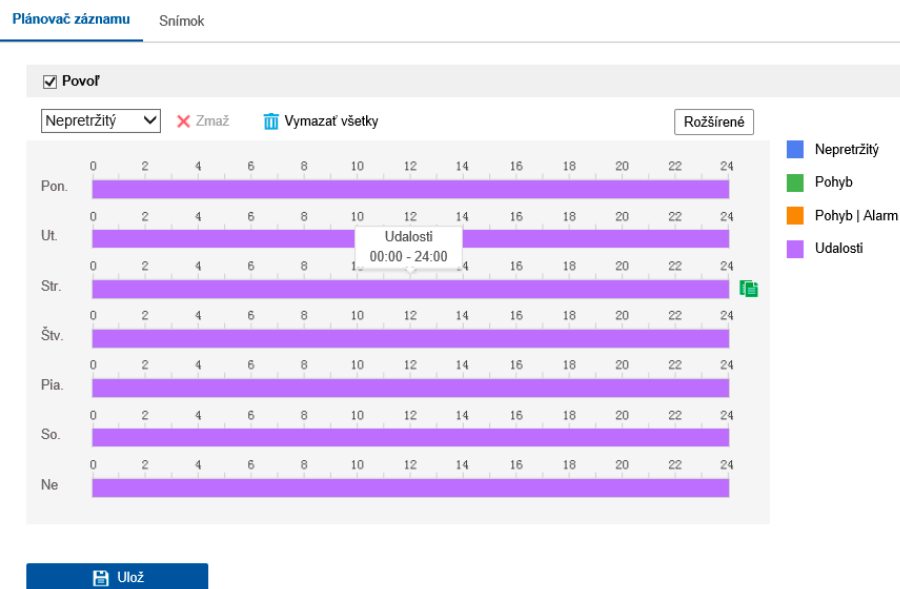 Plánovač záznamu Snímok
Povoľ
Nepretržitý Zmaž Vymazať všetky Rožšírené
Nepretržitý
Pohyb
Pohyb | Alarm
Udalosti
0 2 4 6 8 10 12 14 16 18 20 22 24
Pon.
0 2 4 6 8 10 12 14 16 18 20 22 24
Ut.
Udalosti
00:00 - 24:00
0 2 4 6 8 16 18 20 22 24
Str.
0 2 4 6 8 10 12 14 16 18 20 22 24
Štv.
0 2 4 6 8 10 12 14 16 18 20 22 24
Pia.
0 2 4 6 8 10 12 14 16 18 20 22 24
So.
0 2 4 6 8 10 12 14 16 18 20 22 24
Ne
Ulož